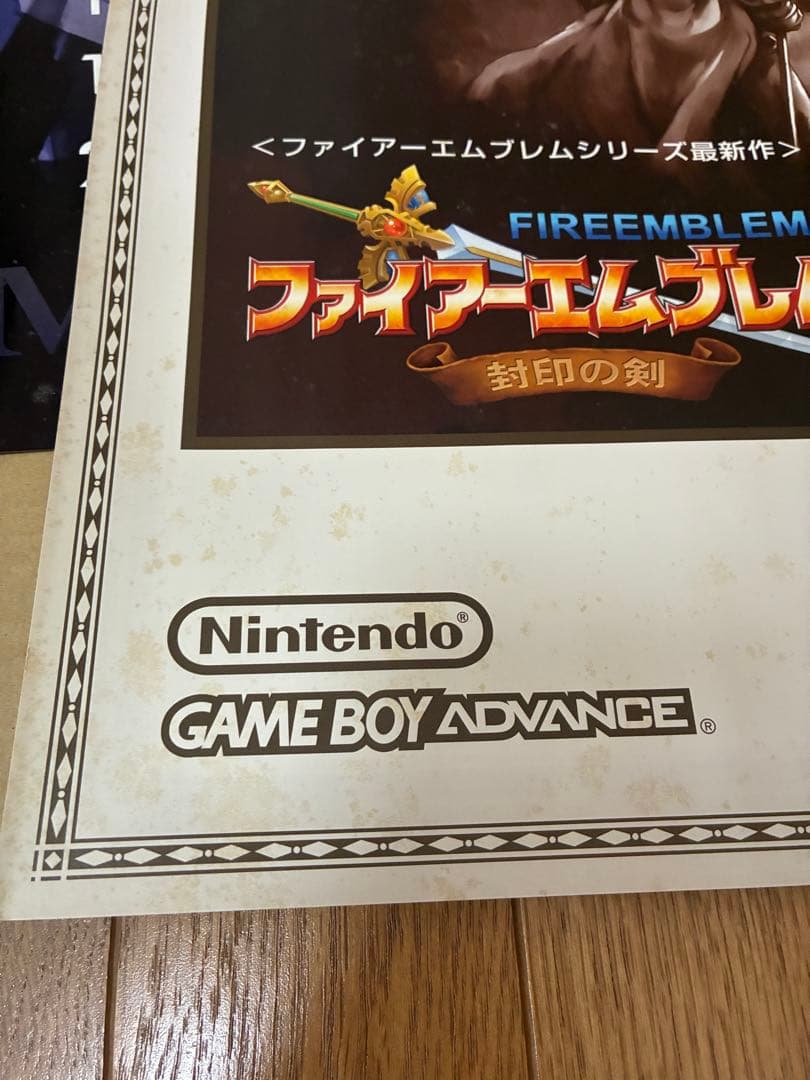 <ファイアーエムブレムシリーズ最新作>
FIREEMBLEM
ファイアーエムブレム
封印の剣
Nintendo®
GAME BOY ADVANCE®